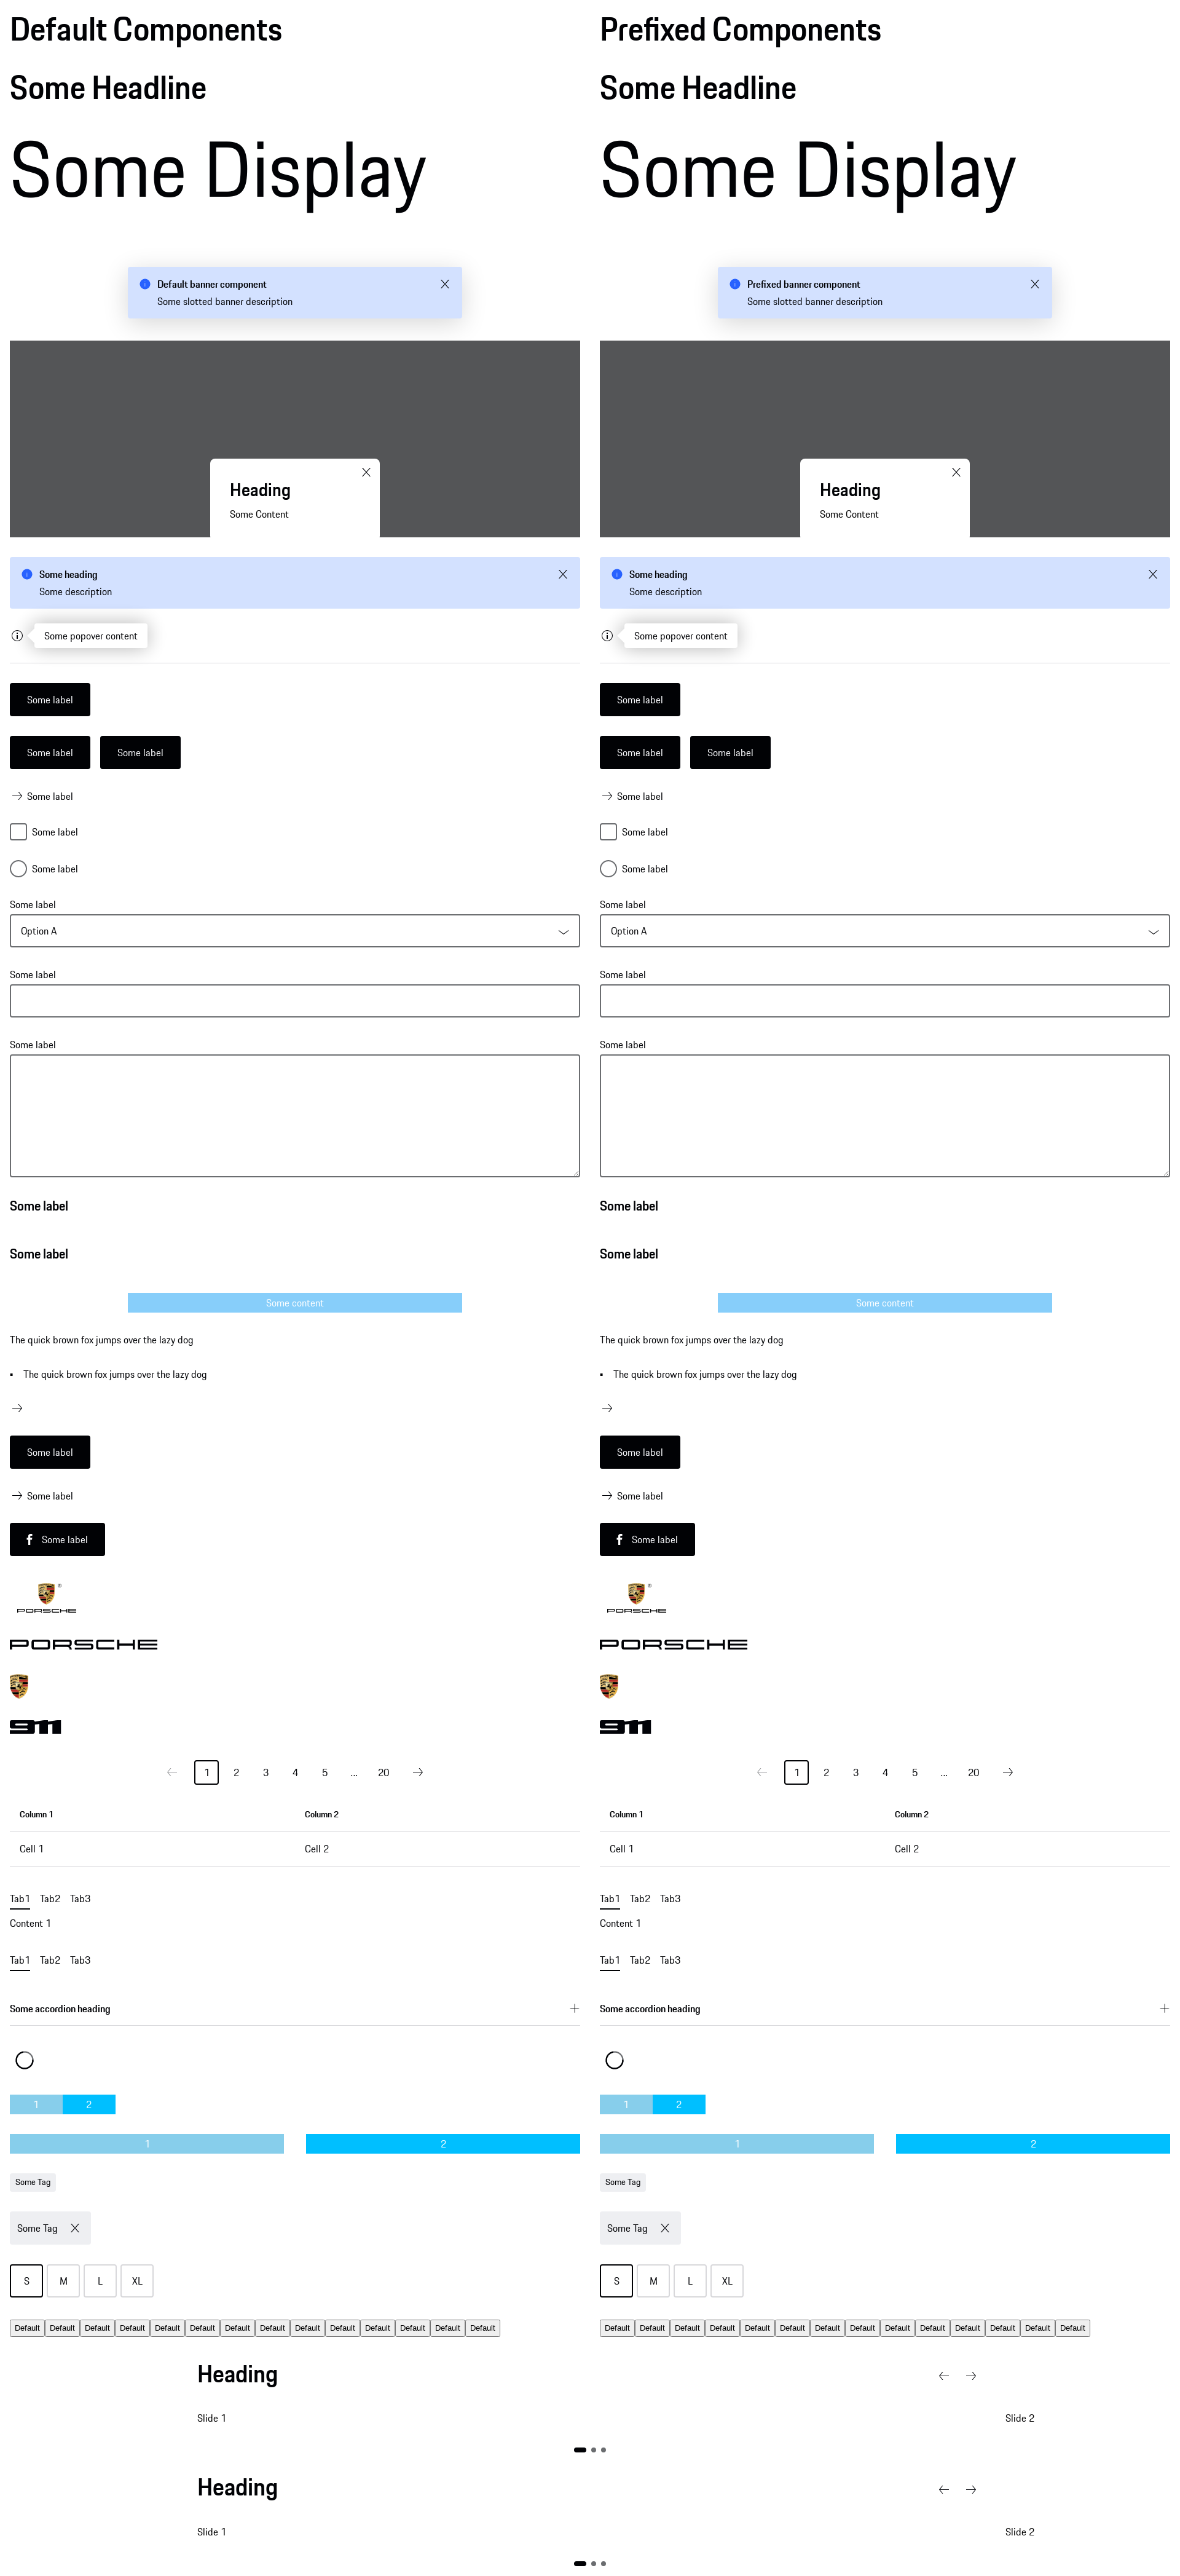 Default Components
Some Headline
Some Display
Default banner component
Some slotted banner description
Heading
Some Content
Some heading
Some description
Some popover content
Some label
Some label Some label
Some label
Some label
Some label
Some label
Option A
Some label
Some label
Some label
Some label
Some content
The quick brown fox jumps over the lazy dog
• The quick brown fox jumps over the lazy dog
Some label
Some label
Some label
PORSCHE
PORSCHE
911
1 2 3 4 5 ... 20
Column 1 Column 2
Cell 1 Cell 2
Tab1 Tab2 Tab3
Content 1
Tab1 Tab2 Tab3
Some accordion heading
1 2
1 2
Some Tag
Some Tag
S M L XL
Default Default Default Default Default Default Default Default Default Default Default Default Default Default
Prefixed Components
Some Headline
Some Display
Prefixed banner component
Some slotted banner description
Heading
Some Content
Some heading
Some description
Some popover content
Some label
Some label Some label
Some label
Some label
Some label
Some label
Option A
Some label
Some label
Some label
Some label
Some content
The quick brown fox jumps over the lazy dog
• The quick brown fox jumps over the lazy dog
Some label
Some label
Some label
PORSCHE
PORSCHE
911
1 2 3 4 5 ... 20
Column 1 Column 2
Cell 1 Cell 2
Tab1 Tab2 Tab3
Content 1
Tab1 Tab2 Tab3
Some accordion heading
1 2
1 2
Some Tag
Some Tag
S M L XL
Default Default Default Default Default Default Default Default Default Default Default Default Default Default
Heading
Slide 1 Slide 2
Heading
Slide 1 Slide 2